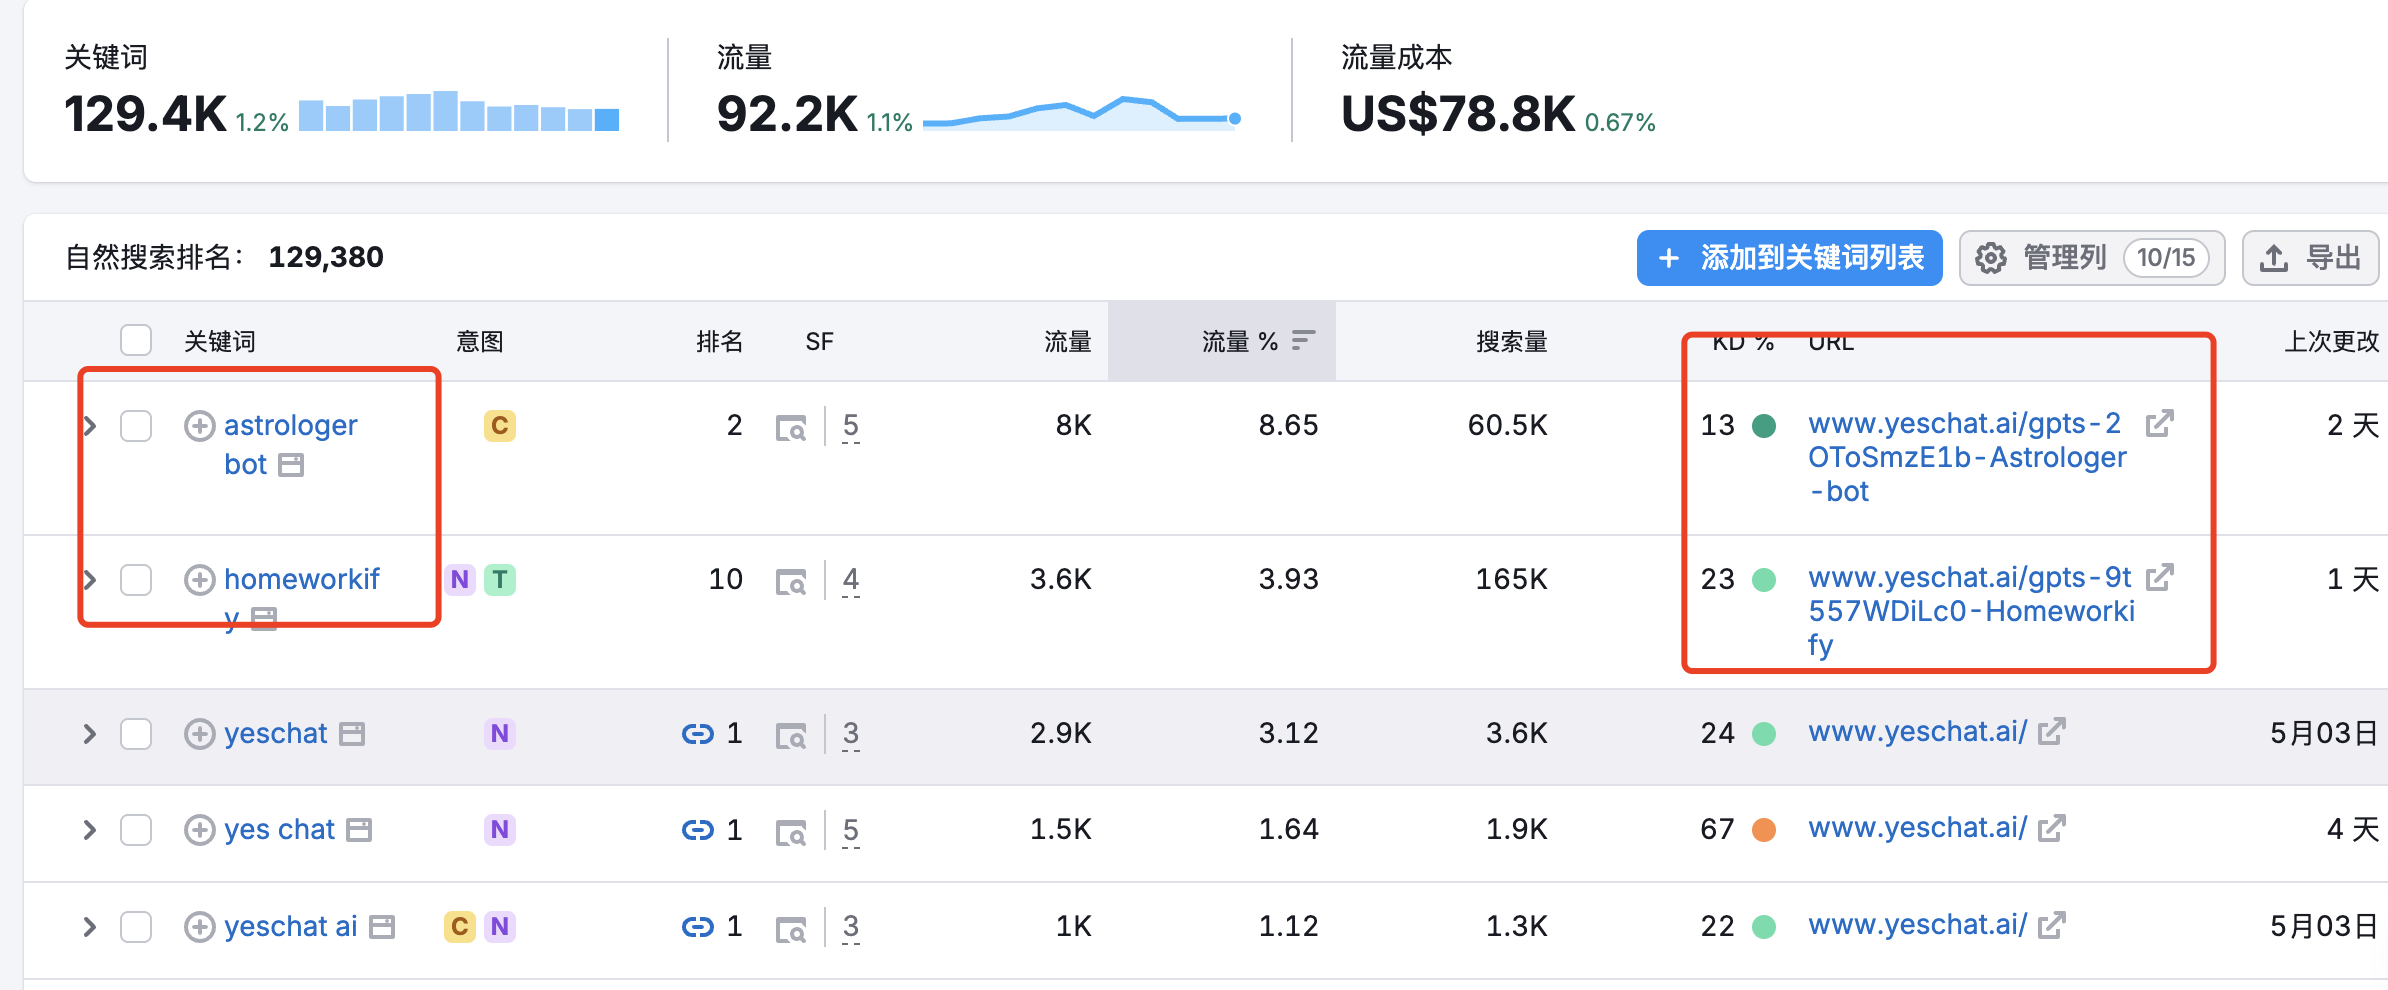 关键词
129.4K 1.2%
流量
92.2K 1.1%
流量成本
US$78.8K 0.67%
自然搜索排名： 129,380
+ 添加到关键词列表
管理列 10/15
导出
关键词 意图 排名 SF 流量 流量 % 搜索量 KD % URL 上次更改
astrologer
bot
C 2 5 8K 8.65 60.5K 13
www.yeschat.ai/gpts-2
OToSmzE1b-Astrologer
-bot
2 天
homeworkif
y
N T 10 4 3.6K 3.93 165K 23
www.yeschat.ai/gpts-9t
557WDiLc0-Homeworki
fy
1 天
yeschat N 1 3 2.9K 3.12 3.6K 24 www.yeschat.ai/ 5月03日
yes chat N 1 5 1.5K 1.64 1.9K 67 www.yeschat.ai/ 4 天
yeschat ai C N 1 3 1K 1.12 1.3K 22 www.yeschat.ai/ 5月03日